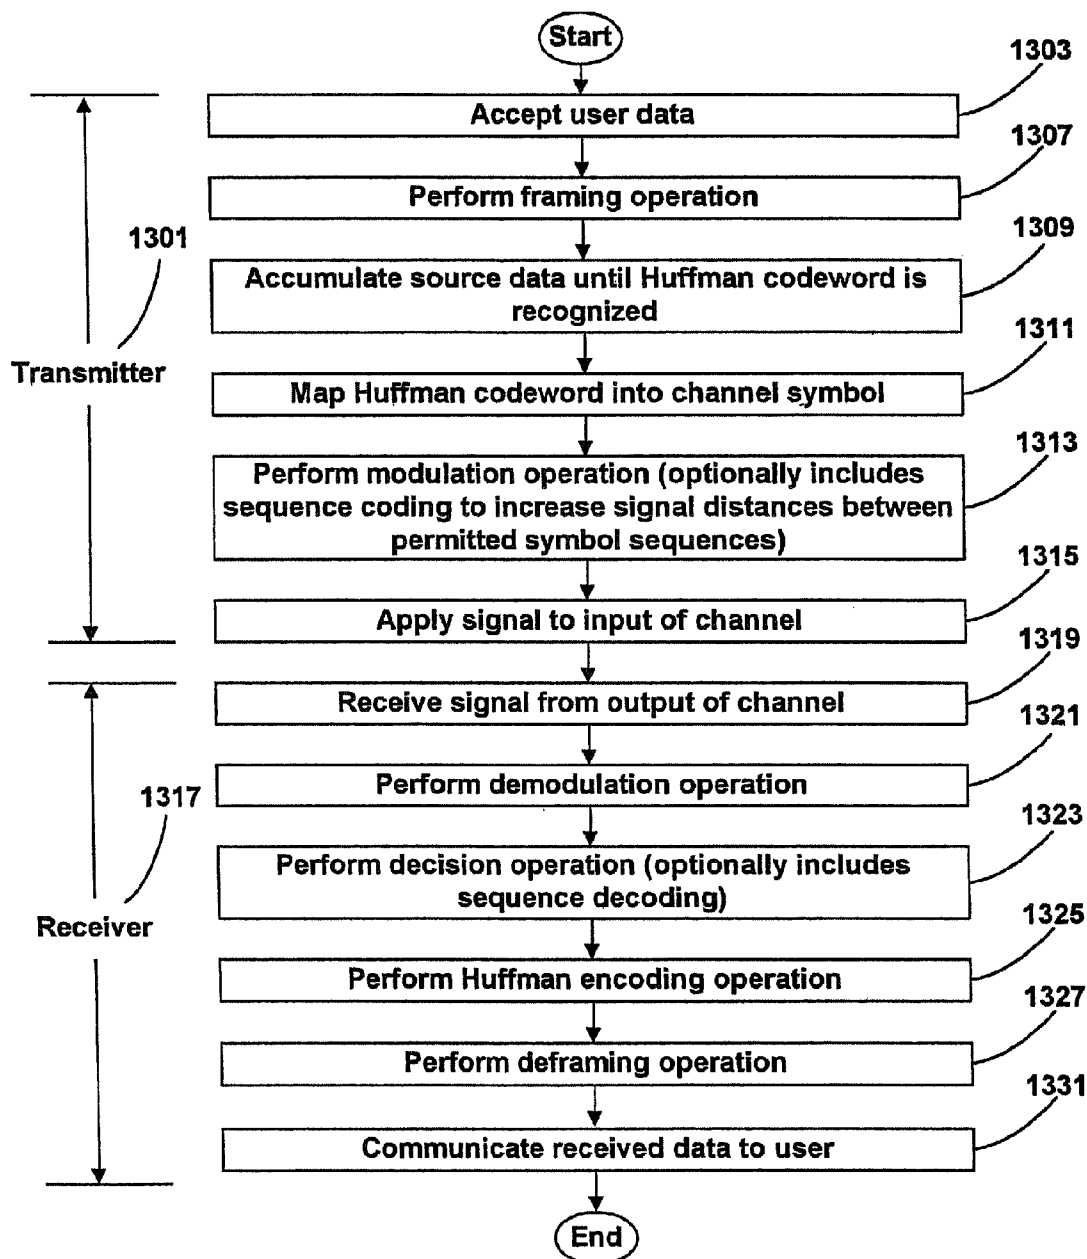 Start
1303
Accept user data
1307
Perform framing operation
1301
1309
Accumulate source data until Huffman codeword is
recognized
1311
Transmitter
Map Huffman codeword into channel symbol
1313
Perform modulation operation (optionally includes
sequence coding to increase signal distances between
permitted symbol sequences)
1315
Apply signal to input of channel
1319
Receive signal from output of channel
1321
Perform demodulation operation
1317
1323
Perform decision operation (optionally includes
sequence decoding)
Receiver
1325
Perform Huffman encoding operation
1327
Perform deframing operation
1331
Communicate received data to user
End